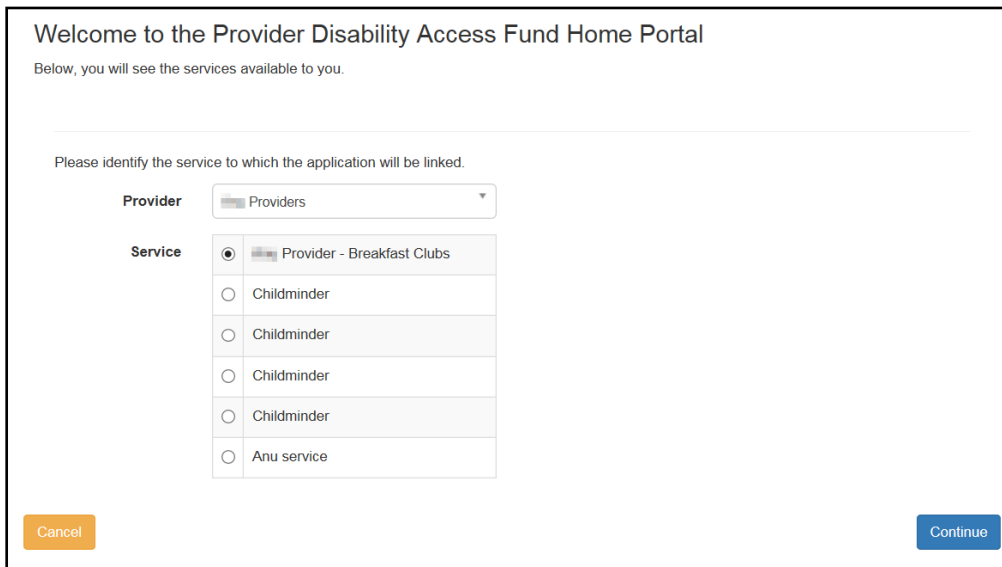 Welcome to the Provider Disability Access Fund Home Portal
Below, you will see the services available to you.
Please identify the service to which the application will be linked.
Provider
Providers
Service
Provider - Breakfast Clubs
Childminder
Childminder
Childminder
Childminder
Anu service
Cancel
Continue